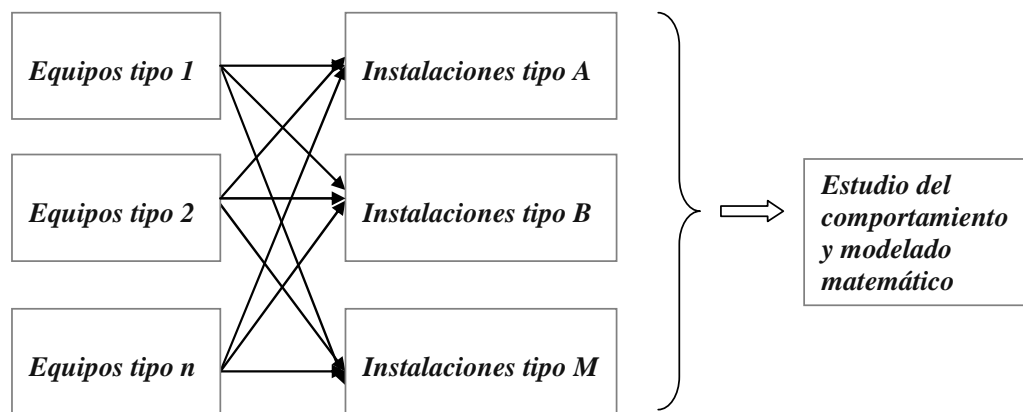 Equipos tipo 1
Instalaciones tipo A
Equipos tipo 2
Instalaciones tipo B
Equipos tipo n
Instalaciones tipo M
Estudio del
comportamiento
y modelado
matemático